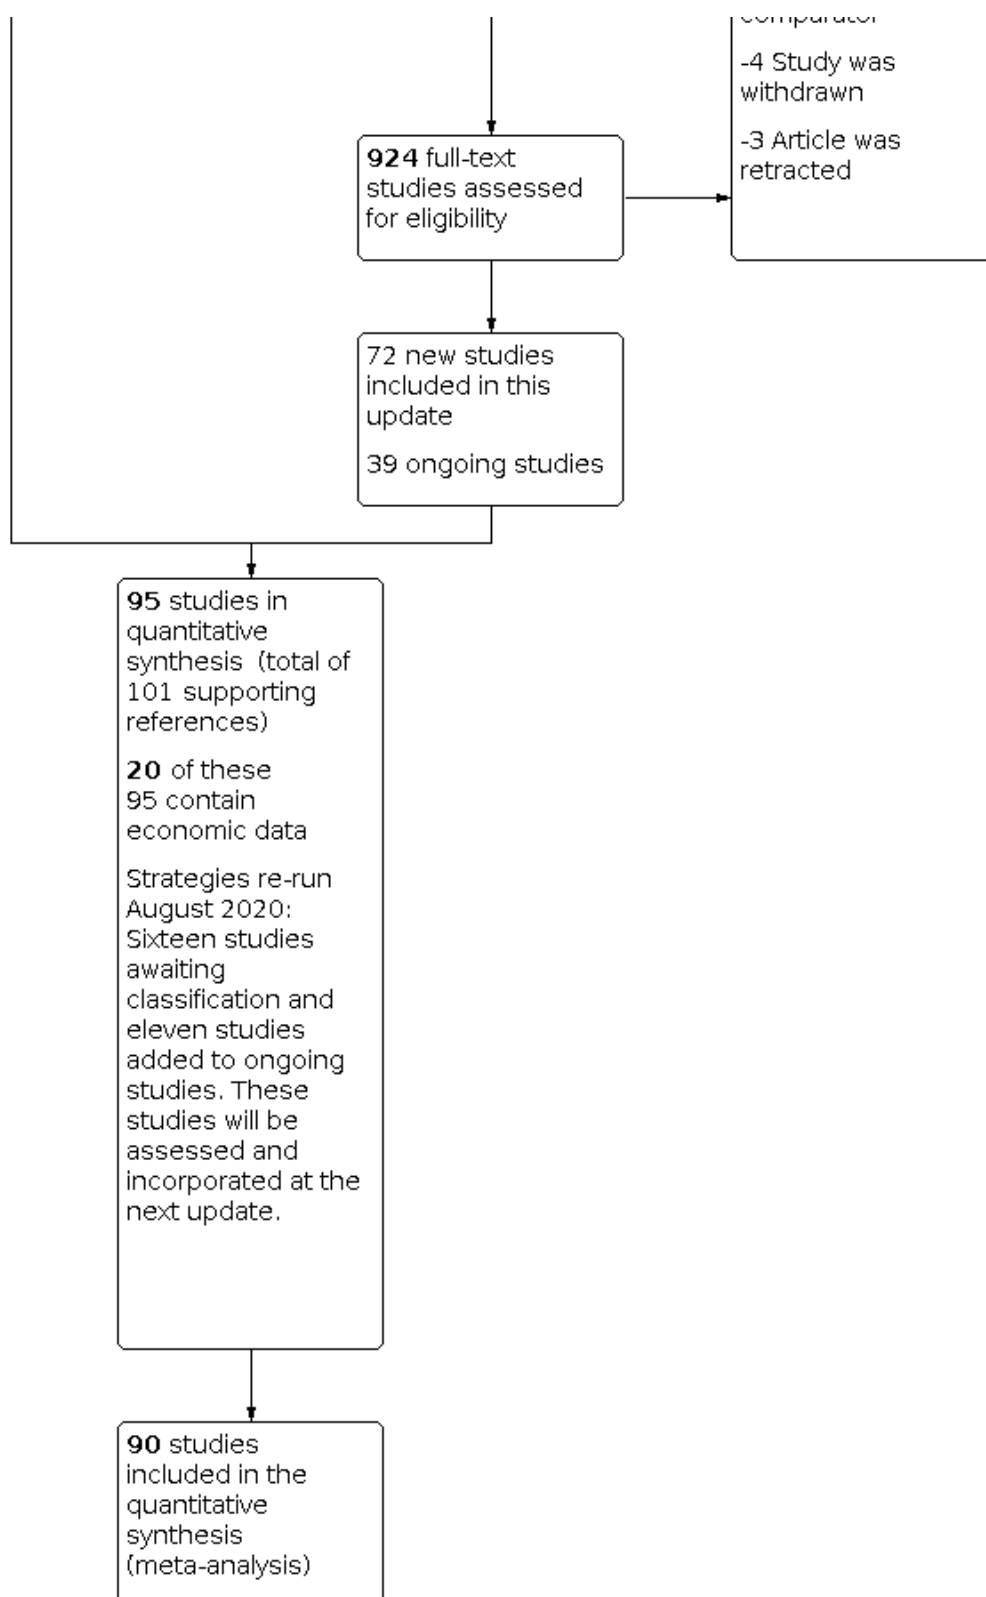 comparator
-4 Study was
withdrawn
-3 Article was
retracted
924 full-text
studies assessed
for eligibility
72 new studies
included in this
update
39 ongoing studies
95 studies in
quantitative
synthesis (total of
101 supporting
references)
20 of these
95 contain
economic data
Strategies re-run
August 2020:
Sixteen studies
awaiting
classification and
eleven studies
added to ongoing
studies. These
studies will be
assessed and
incorporated at the
next update.
90 studies
included in the
quantitative
synthesis
(meta-analysis)